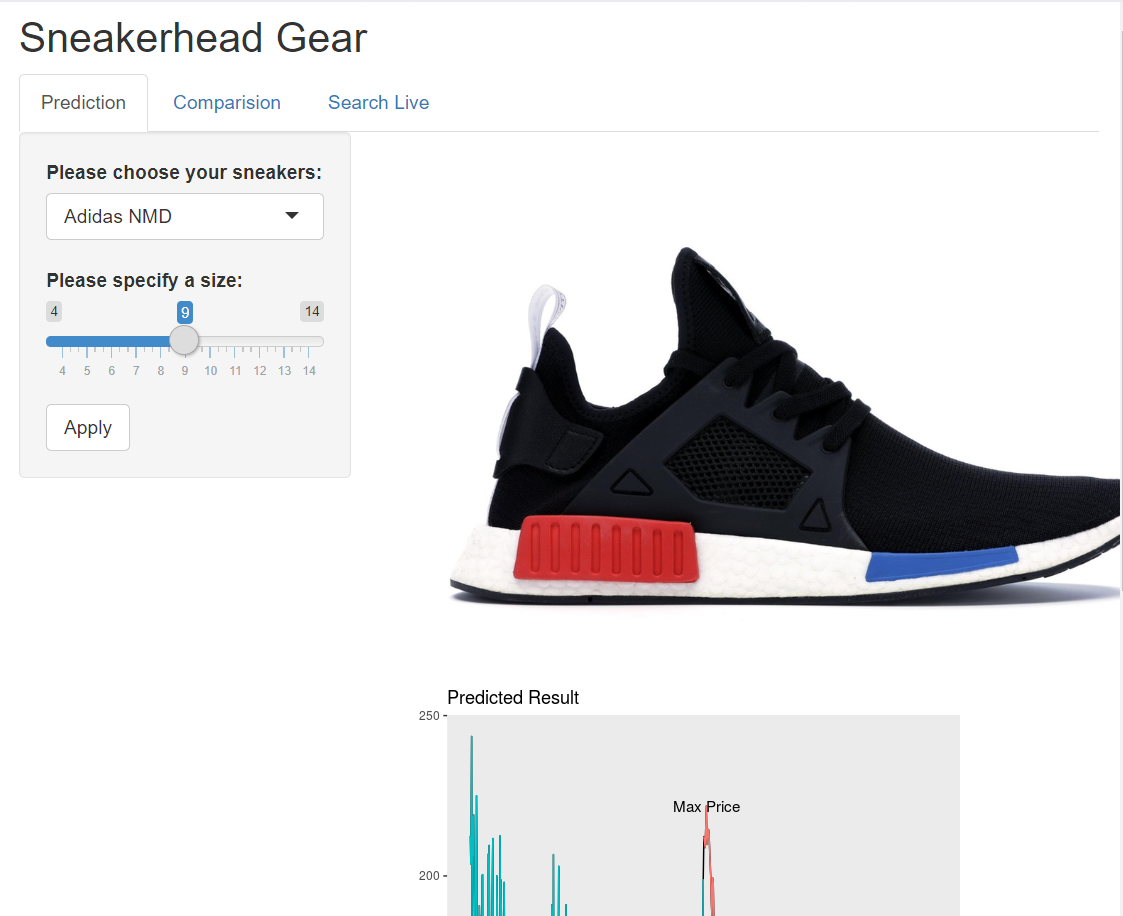 Sneakerhead Gear
Prediction Comparision Search Live
Please choose your sneakers:
Adidas NMD
Please specify a size:
4 9 14
4 5 6 7 8 9 10 11 12 13 14
Apply
Predicted Result
250
Max Price
200